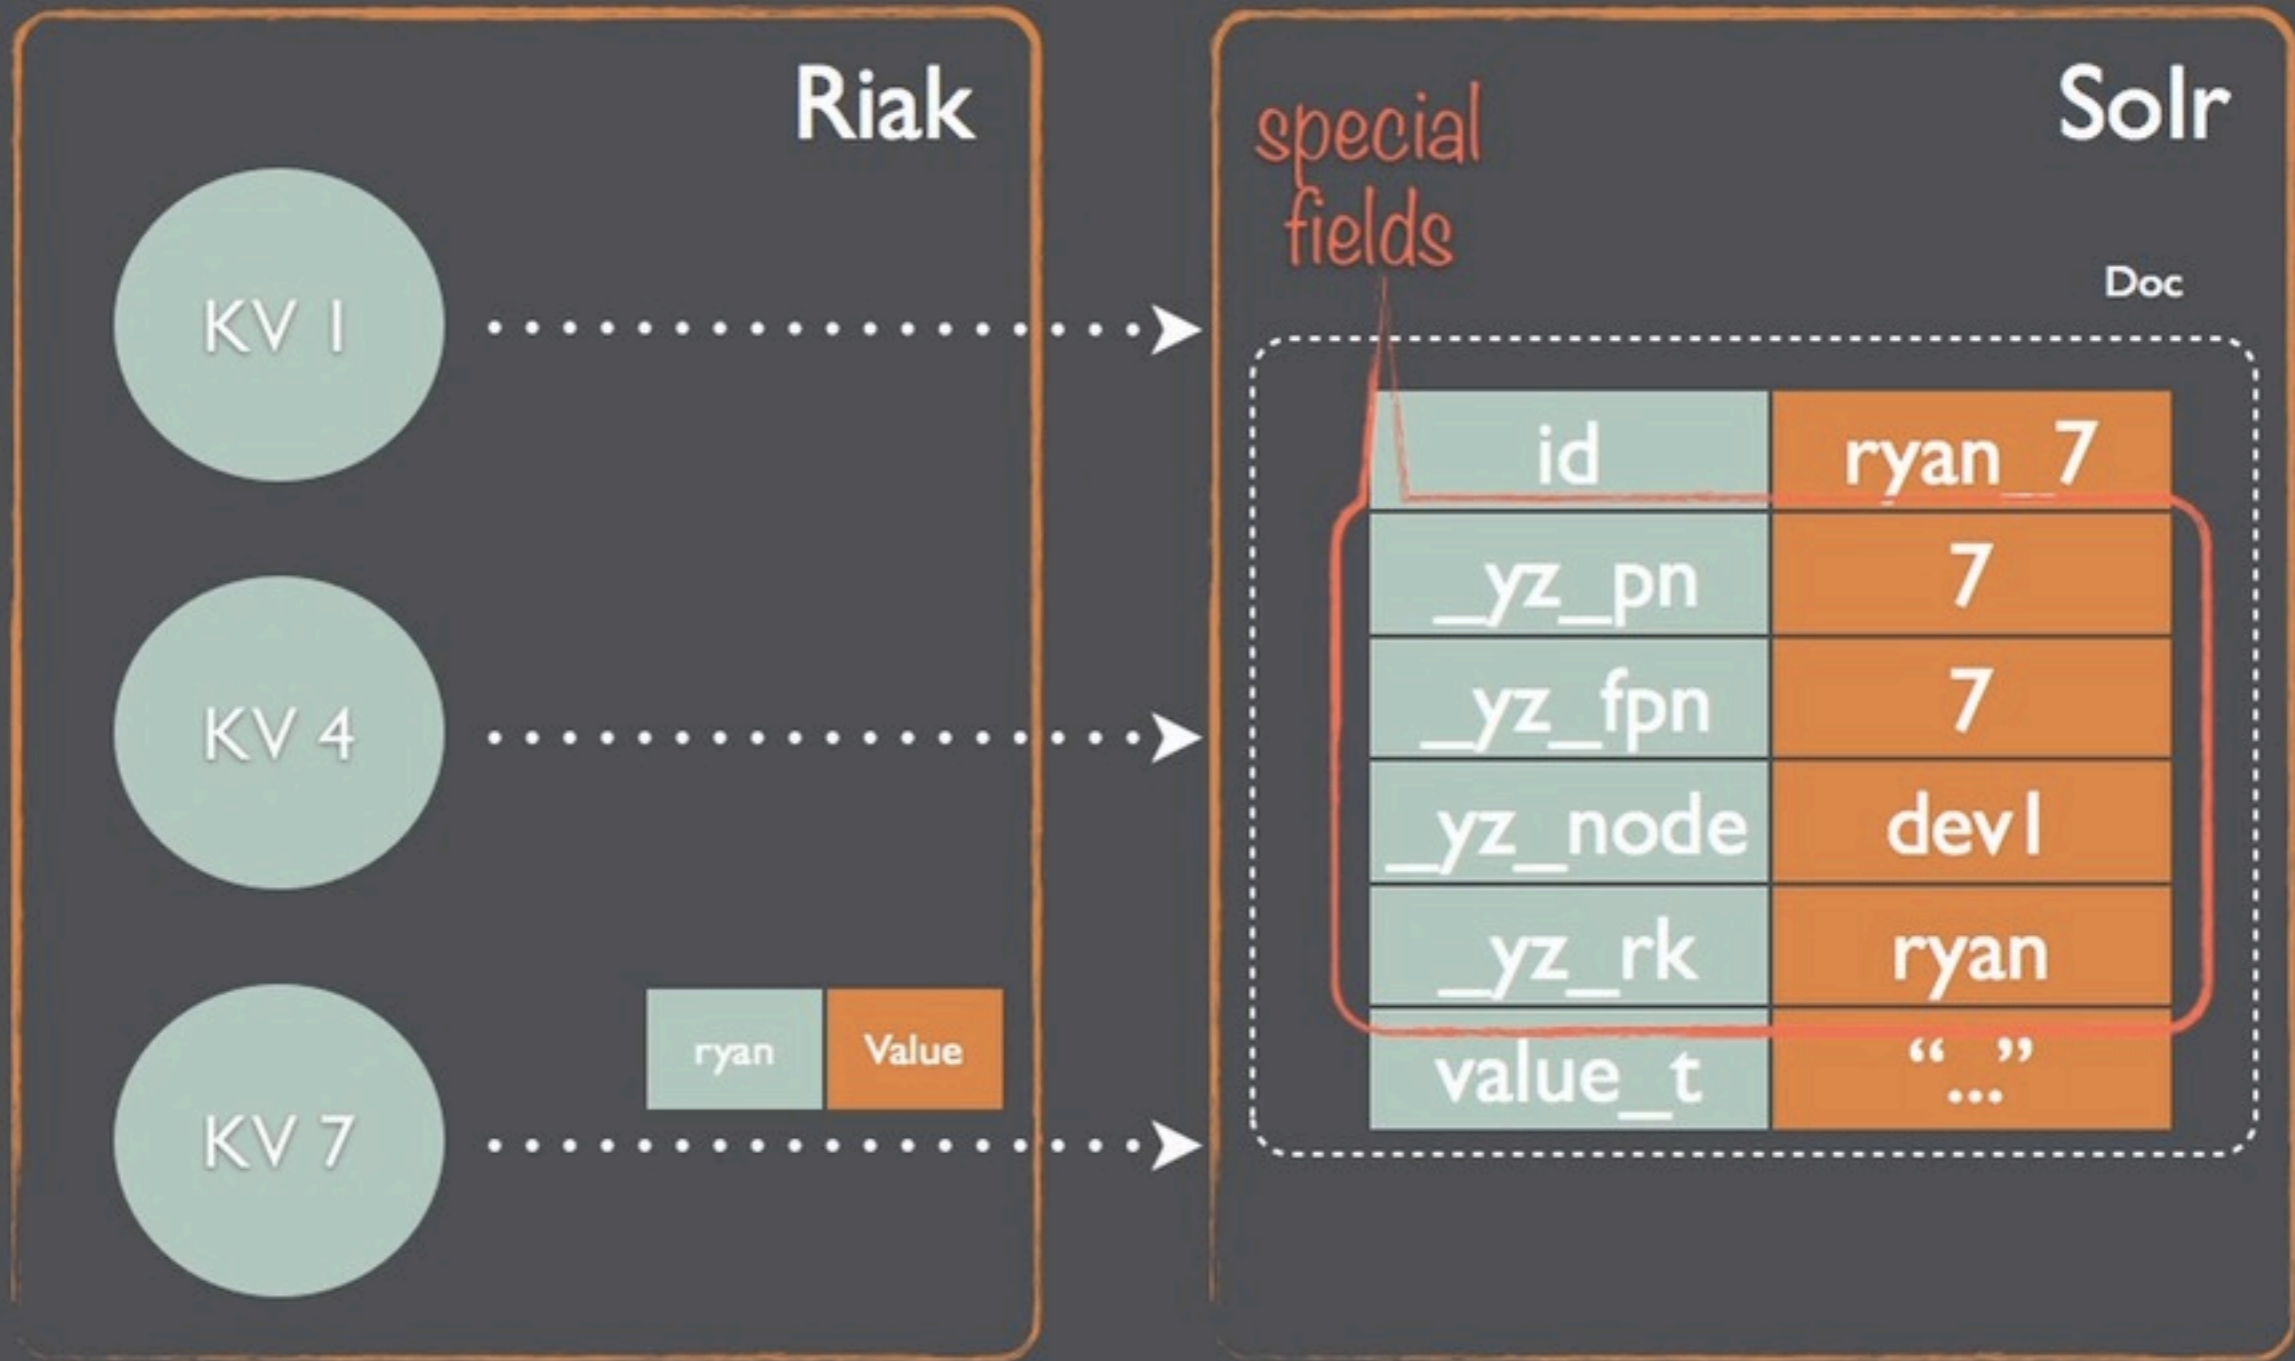 Riak
KV 1
KV 4
KV 7
ryan Value
Solr
special
fields
Doc
id ryan_7
_yz_pn 7
_yz_fpn 7
_yz_node dev1
_yz_rk ryan
value_t “...”